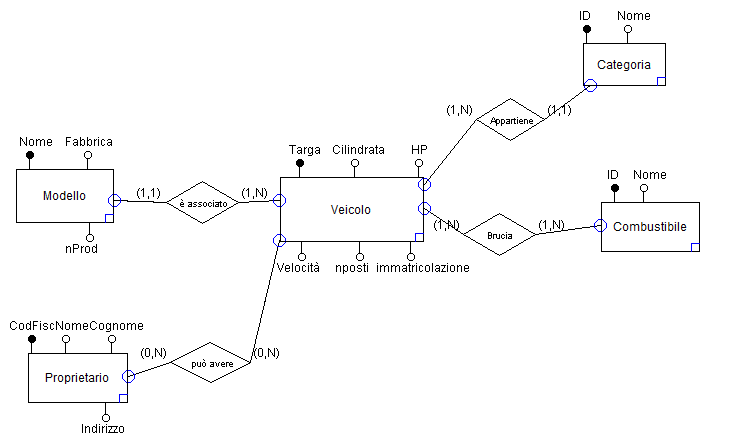 ID Nome
Categoria
(1,N) Appartiene (1,1)
Nome Fabbrica
Modello
nProd
(1,1) è associato (1,N)
Targa Cilindrata HP
Veicolo
Velocità nposti immatricolazione
(1,N) Brucia (1,N)
ID Nome
Combustibile
CodFiscNomeCognome
Proprietario
Indirizzo
(0,N) può avere (0,N)